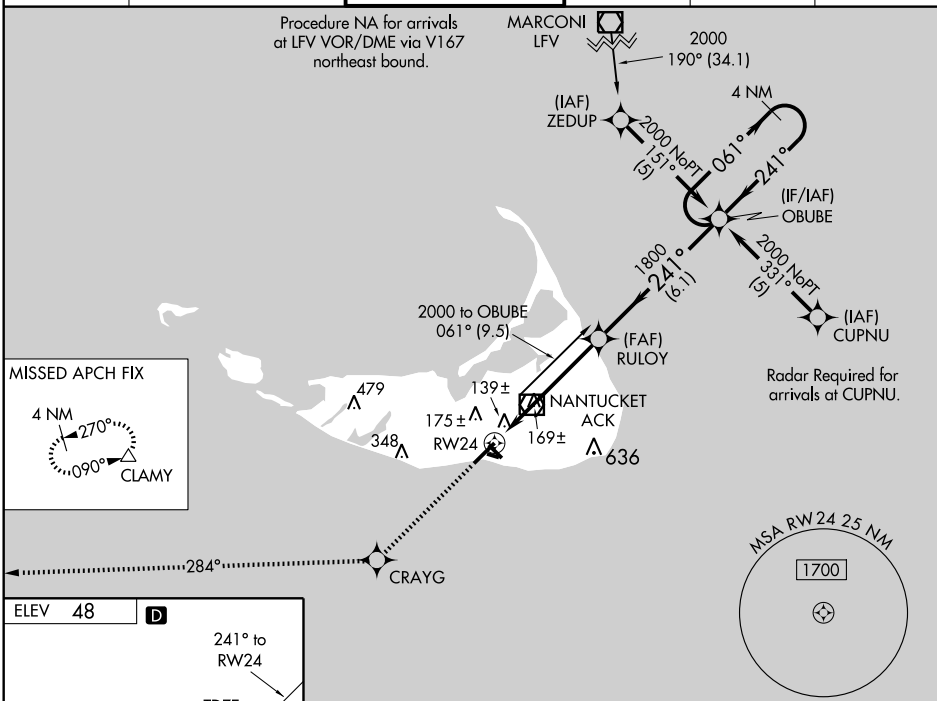 Procedure NA for arrivals
at LFV VOR/DME via V167
northeast bound.
MARCONI
LFV
2000
190° (34.1)
(IAF)
ZEDUP
4 NM
2000 NoPT
151°
(5)
061°
241°
(IF/IAF)
OBUBE
1800
241°
(6.1)
2000 NoPT
331°
(5)
(IAF)
CUPNU
2000 to OBUBE
061° (9.5)
(FAF)
RULOY
Radar Required for
arrivals at CUPNU.
MISSED APCH FIX
4 NM
270°
090°
CLAMY
479
139±
175±
NANTUCKET
ACK
348
RW24
169±
636
284°
CRAYG
MSA RW24 25 NM
1700
ELEV 48
D
241° to
RW24